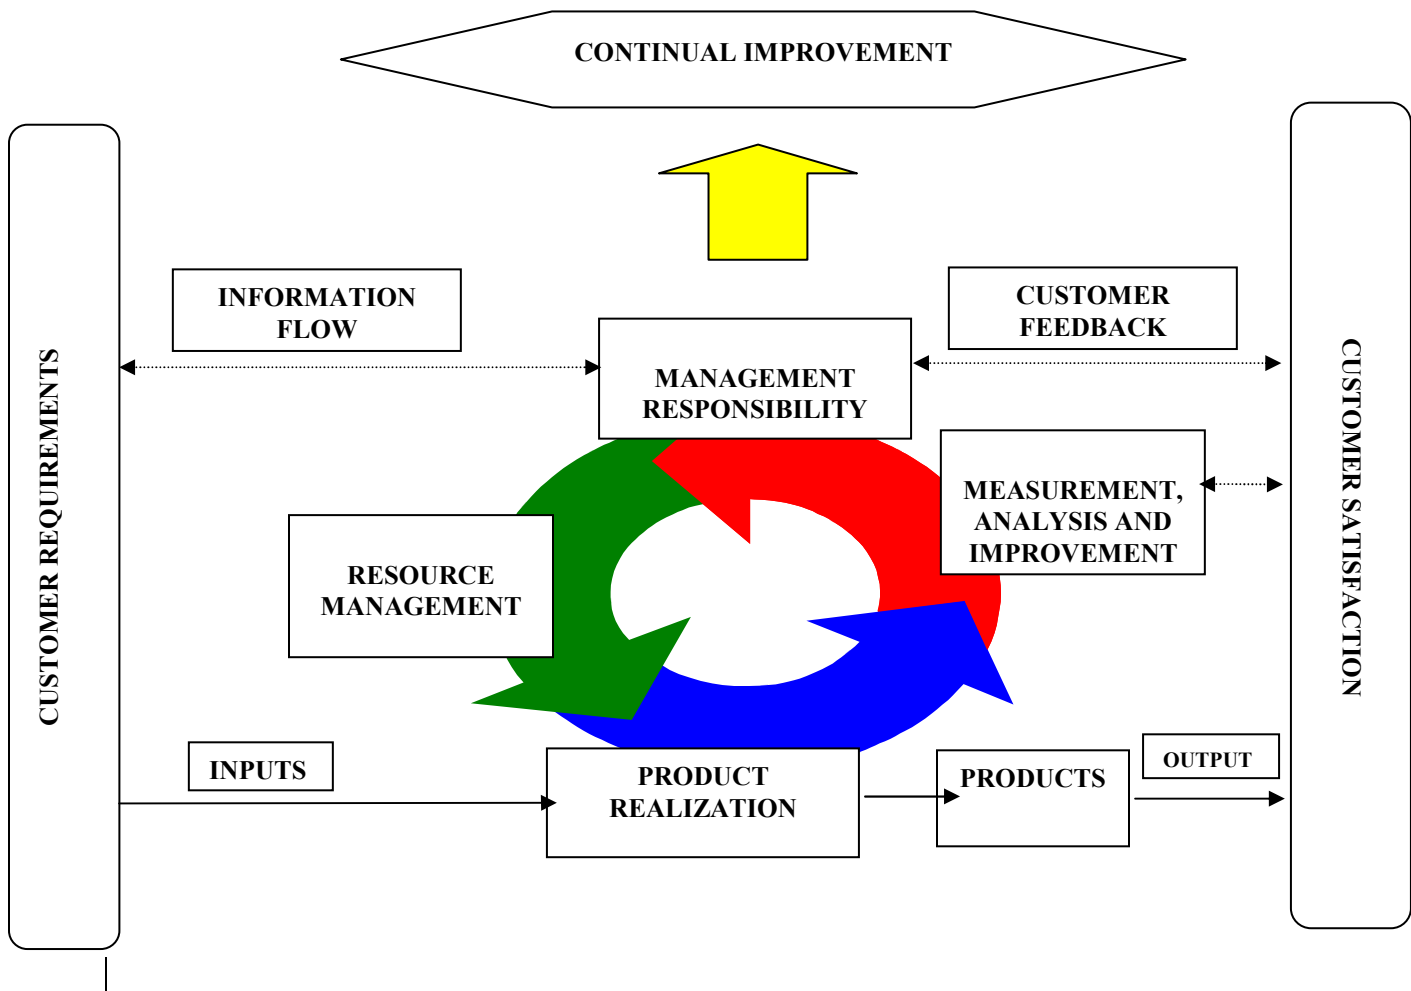 CONTINUAL IMPROVEMENT
INFORMATION
FLOW
CUSTOMER
FEEDBACK
MANAGEMENT
RESPONSIBILITY
CUSTOMER REQUIREMENTS
CUSTOMER SATISFACTION
MEASUREMENT,
ANALYSIS AND
IMPROVEMENT
RESOURCE
MANAGEMENT
INPUTS
PRODUCT
REALIZATION
PRODUCTS
OUTPUT